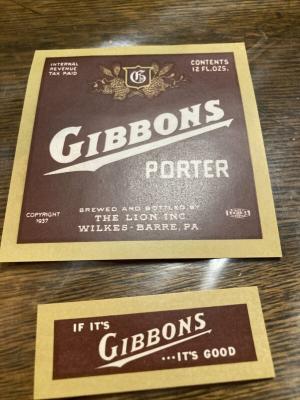 INTERNAL
REVENUE
TAX PAID
G
CONTENTS
12 FL.OZS.
GIBBONS
PORTER
BREWED AND BOTTLED BY
THE LION INC.
WILKES-BARRE, PA.
COPYRIGHT
1937
IF IT'S
GIBBONS
...IT'S GOOD